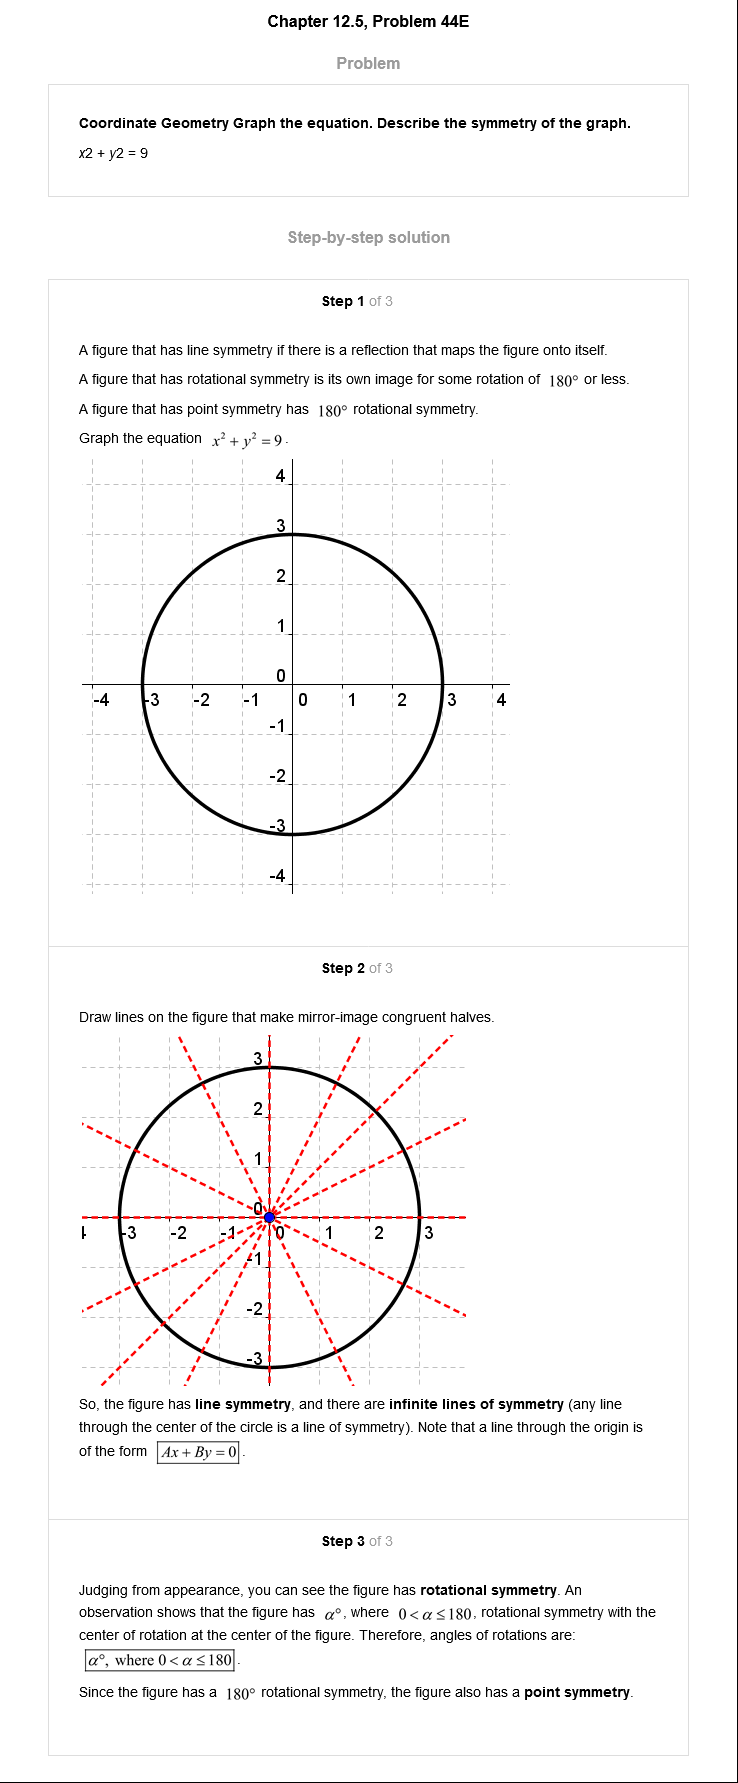 Chapter 12.5, Problem 44E
Problem
Coordinate Geometry Graph the equation. Describe the symmetry of the graph.
x2 + y2 = 9
Step-by-step solution
Step 1 of 3
A figure that has line symmetry if there is a reflection that maps the figure onto itself.
A figure that has rotational symmetry is its own image for some rotation of 180° or less.
A figure that has point symmetry has 180° rotational symmetry.
Graph the equation x² + y² = 9.
4
3
2
1
0
-4 -3 -2 -1 0 1 2 3 4
-1
-2
-3
-4
Step 2 of 3
Draw lines on the figure that make mirror-image congruent halves.
3
2
1
0
-3 -2 -1 0 1 2 3
-1
-2
-3
So, the figure has line symmetry, and there are infinite lines of symmetry (any line
through the center of the circle is a line of symmetry). Note that a line through the origin is
of the form Ax + By = 0.
Step 3 of 3
Judging from appearance, you can see the figure has rotational symmetry. An
observation shows that the figure has α°, where 0 < α ≤ 180, rotational symmetry with the
center of rotation at the center of the figure. Therefore, angles of rotations are:
α°, where 0 < α ≤ 180.
Since the figure has a 180° rotational symmetry, the figure also has a point symmetry.